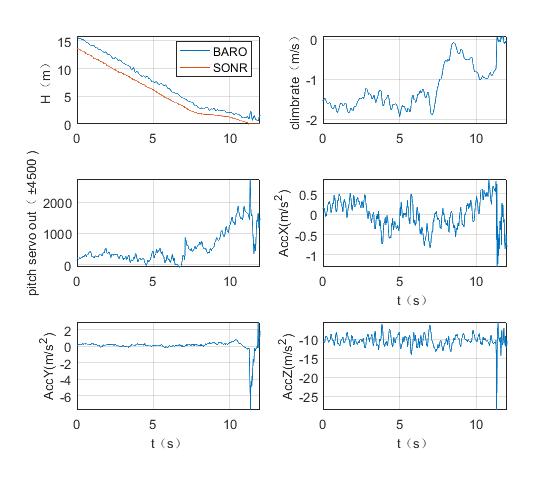 H（m）
15
10
5
0
BARO
SONR
0 5 10
climbrate（m/s）
0
-1
-2
0 5 10
pitch servo out（ ±4500 ）
2000
1000
0
0 5 10
AccX(m/s²)
0.5
0
-0.5
-1
0 5 10
t（s）
AccY(m/s²)
2
0
-2
-4
-6
0 5 10
t（s）
AccZ(m/s²)
-5
-10
-15
-20
-25
0 5 10
t（s）